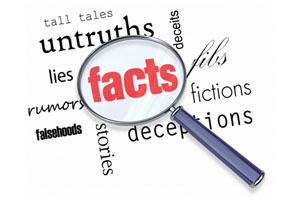 tall tales
deceits
untruths
fibs
lies
facts
fictions
rumors
falsehoods
stories
deceptions